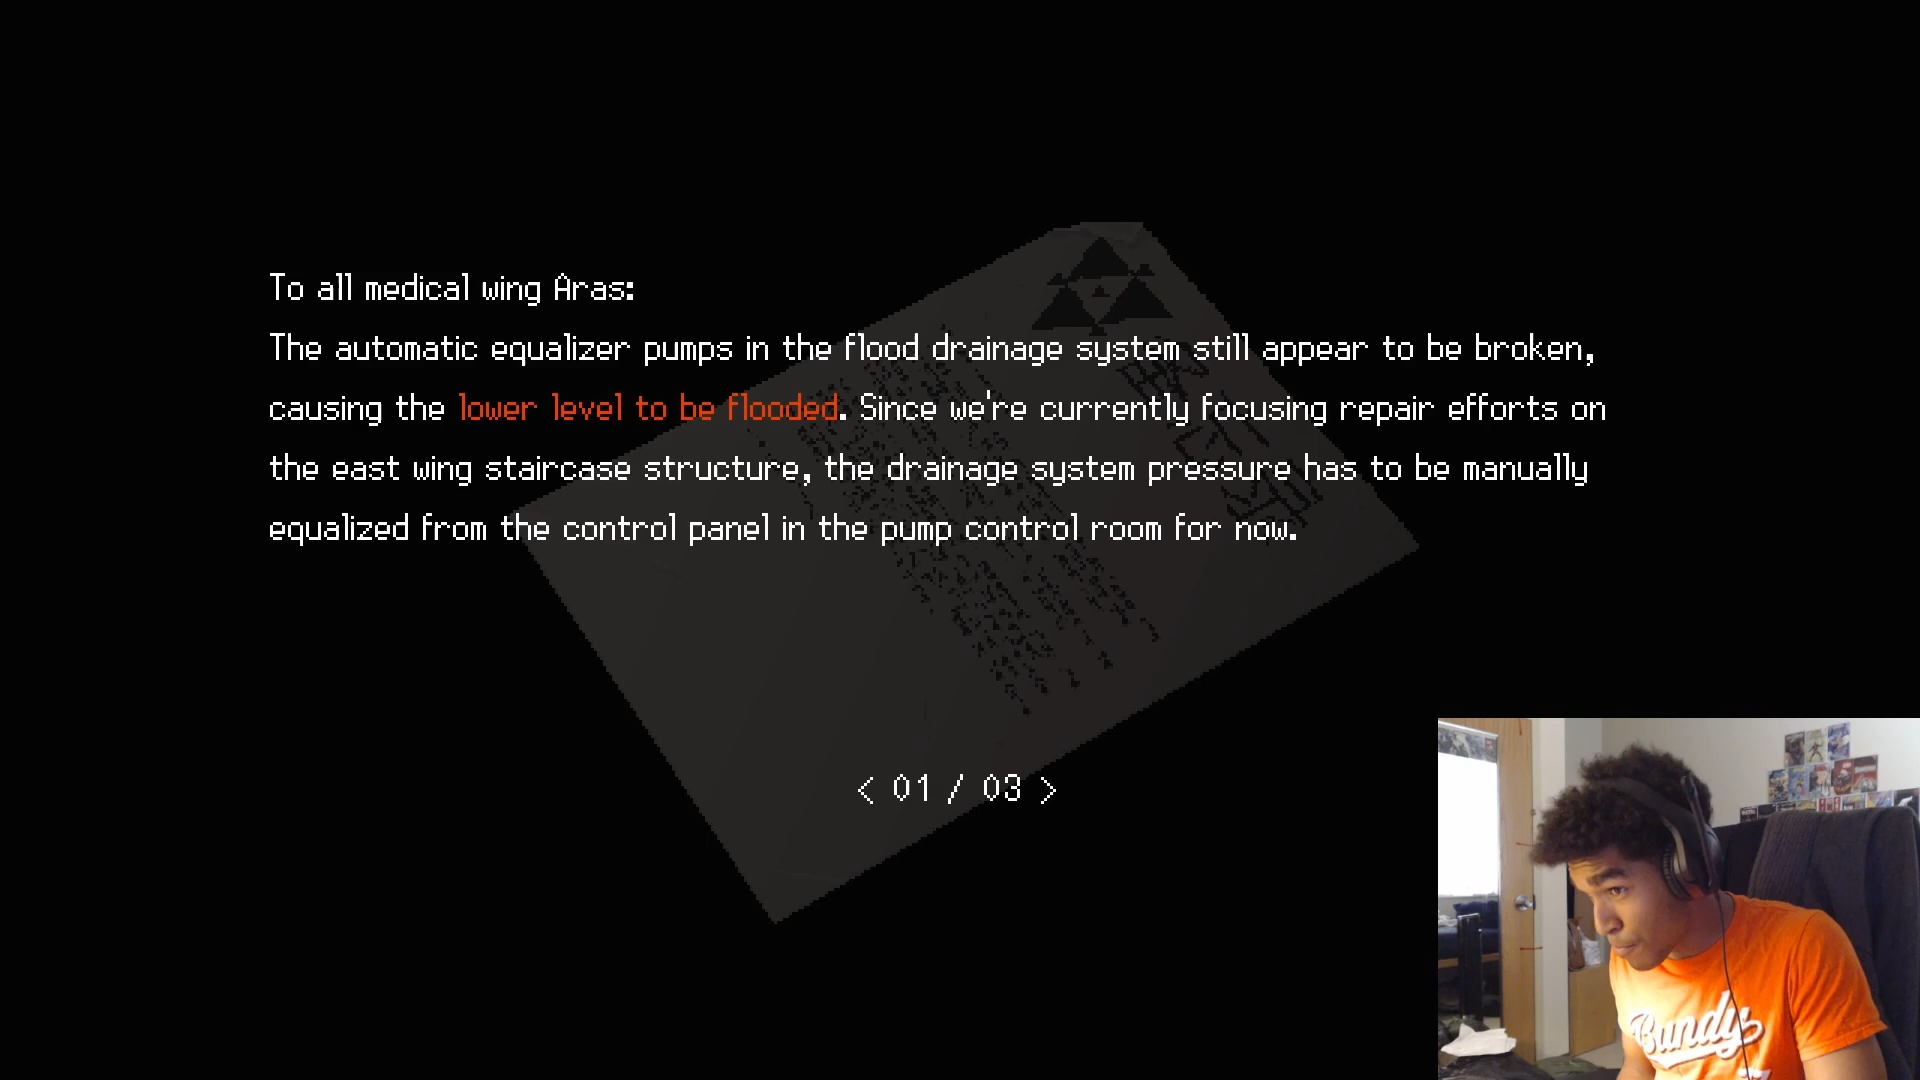 To all medical wing Aras:
The automatic equalizer pumps in the flood drainage system still appear to be broken,
causing the lower level to be flooded. Since we're currently focusing repair efforts on
the east wing staircase structure, the drainage system pressure has to be manually
equalized from the control panel in the pump control room for now.
< 01 / 03 >
Bundy